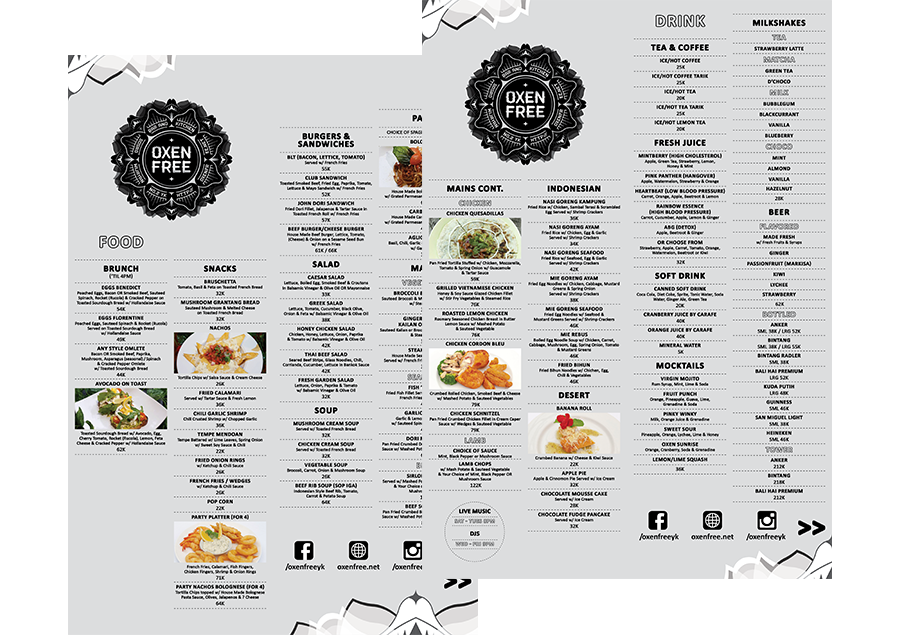 OXEN
FREE
FOOD
BRUNCH
('TIL 4PM)
EGGS BENEDICT
Poached Eggs, Bacon OR Smoked Beef, Sauteed
Spinach, Rocket (Rucola) & Cracked Pepper on
Toasted Sourdough Bread w/ Hollandaise Sauce
54K
EGGS FLORENTINE
Poached Eggs, Sauteed Spinach & Rocket (Rucola)
Served on Toasted Sourdough Bread
w/ Hollandaise Sauce
49K
ANY STYLE OMLETE
Bacon OR Smoked Beef, Paprika,
Mushroom, Asparagus (seasonal) / Spinach
& Cracked Pepper Omlete
w/ Toasted Sourdough Bread
44K
AVOCADO ON TOAST
Toasted Sourdough Bread w/ Avocado, Egg,
Cherry Tomato, Rocket (Rucola), Lemon, Feta
Cheese & Cracked Pepper w/ Hollandaise Sauce
62K
SNACKS
BRUSCHETTA
Tomato, Basil & Feta on Toasted French Bread
32K
MUSHROOM GRANTANG BREAD
Sauteed Mushrooms & Melted Cheese
on Toasted French Bread
32K
NACHOS
Tortilla Chips w/ Salsa Sauce & Cream Cheese
26K
FRIED CALAMARI
Served w/ Tartar Sauce & Fresh Lemon
36K
CHILI GARLIC SHRIMP
Chili Crusted Shrimp w/ Chopped Garlic
36K
TEMPE MENDOAN
Tempe Battered w/ Lime Leaves, Spring Onion
w/ Sweet Soy Sauce & Chili
22K
FRIED ONION RINGS
w/ Ketchup & Chili Sauce
26K
FRENCH FRIES / WEDGES
w/ Ketchup & Chili Sauce
26K
POP CORN
22K
PARTY PLATTER (FOR 4)
French Fries, Calamari, Fish Fingers,
Chicken Fingers, Shrimp & Onion Rings
71K
PARTY NACHOS BOLOGNESE (FOR 4)
Tortilla Chips topped w/ House Made Bolognese
Pasta Sauce, Olives, Jalapenos & ? Cheese
64K
BURGERS &
SANDWICHES
BLT (BACON, LETTICE, TOMATO)
Served w/ French Fries
55K
CLUB SANDWICH
Toasted Smoked Beef, Fried Egg, Paprika, Tomato,
Lettuce & Mayo Sandwich w/ French Fries
52K
JOHN DORI SANDWICH
Fried Dori Fillet, Jalapenos & Tartar Sauce in
Toasted French Roll w/ French Fries
57K
BEEF BURGER/CHEESE BURGER
House Made Beef Burger, Lettice, Tomato,
(Cheese) & Onion on a Sesame Seed Bun
w/ French Fries
61K / 66K
SALAD
CAESAR SALAD
Lettuce, Boiled Egg, Smoked Beef & Croutons
in Balsamic Vinegar & Olive Oil OR Mayonnaise
33K
GREEK SALAD
Lettuce, Tomato, Cucumber, Black Olive,
Onion & Feta w/ Balsamic Vinegar & Olive Oil
38K
HONEY CHICKEN SALAD
Chicken, Honey, Lettuce, Onion, Paprika
& Tomato w/ Balsamic Vinegar & Olive Oil
42K
THAI BEEF SALAD
Seared Beef Strips, Glass Noodles, Chili,
Corriander, Cucumber, Lettuce in Bankok Sauce
42K
FRESH GARDEN SALAD
Lettuce, Onion, Paprika & Tomato
w/ Balsamic Vinegar & Olive Oil
32K
SOUP
MUSHROOM CREAM SOUP
Served w/ Toasted French Bread
32K
CHICKEN CREAM SOUP
Served w/ Toasted French Bread
32K
VEGETABLE SOUP
Broccoli, Carrot, Onion & Mushroom Soup
26K
BEEF RIB SOUP (SOP IGA)
Indonesian Style Beef Rib, Tomato,
Carrot & Potato Soup
64K
/oxenfreeyk
oxenfree.net
/OX
>>
OXEN
FREE
MAINS CONT.
CHICKEN
CHICKEN QUESADILLAS
Pan Fried Tortilla Stuffed w/ Chicken, Mozzarela,
Tomato & Spring Onion w/ Guacamole
& Tartar Sauce
59K
GRILLED VIETNAMESE CHICKEN
Honey & Soy Sauce Glazed Chicken Fillet
w/ Stir Fry Vegetables & Steamed Rice
70K
ROASTED LEMON CHICKEN
Rosemary Seasoned Chicken Breast in Butter
Lemon Sauce w/ Mashed Potato
& Sauteed Vegetable
76K
CHICKEN CORDON BLEU
Crumbed Balled Chicken, Smoked Beef & Cheese
w/ Mashed Potato & Sauteed Vegetables
75K
CHICKEN SCHNITZEL
Pan Fried Crumbed Chicken Fillet in Cream Caper
Sauce w/ Wedges & Sauteed Vegetable
75K
LAMB
CHOICE OF SAUCE
Mint, Black Pepper or Mushroom Sauce
LAMB CHOPS
w/ Mash Potato & Sauteed Vegetable
& Your Choice of Mint, Black Pepper OR
Mushroom Sauce
122K
LIVE MUSIC
SAT - TUES 8PM
DJS
WED - FRI 9PM
INDONESIAN
NASI GORENG KAMPUNG
Fried Rice w/ Chicken, Sambal Terasi & Scrambled
Egg Served w/ Shrimp Crackers
36K
NASI GORENG AYAM
Fried Rice w/ Chicken, Egg & Garlic
Served w/ Shrimp Crackers
34K
NASI GORENG SEAFOOD
Fried Rice w/ Seafood, Egg & Garlic
Served w/ Shrimp Crackers
42K
MIE GORENG AYAM
Fried Egg Noodles w/ Chicken, Cabbage, Mustard
Greens & Spring Onion
Served w/ Shrimp Crackers
38K
MIE GORENG SEAFOOD
Fried Egg Noodles w/ Seafood &
Mustard Greens Served w/ Shrimp Crackers
46K
MIE REBUS
Boiled Egg Noodle Soup w/ Chicken, Carrot,
Cabbage, Mushroom, Egg, Spring Onion, Tomato
& Mustard Greens
46K
FRIED BIHUN
Fried Bihun Noodles w/ Chicken, Egg,
Chili & Vegetables
46K
DESERT
BANANA ROLL
Crumbed Banana w/ Cheese & Kiwi Sauce
22K
APPLE PIE
Apple & Cinnamon Pie Served w/ Ice Cream
32K
CHOCOLATE MOUSSE CAKE
Served w/ Ice Cream
28K
CHOCOLATE FUDGE PANCAKE
Served w/ Ice Cream
32K
DRINK
TEA & COFFEE
ICE/HOT COFFEE
25K
ICE/HOT COFFEE TARIK
25K
ICE/HOT TEA
20K
ICE/HOT TEA TARIK
25K
ICE/HOT LEMON TEA
20K
FRESH JUICE
MINTBERRY (HIGH CHOLESTEROL)
Apple, Green Tea, Strawberry, Lemon,
Honey & Mint
PINK PANTHER (HANGOVER)
Apple, Watermelon, Strawberry & Orange
HEARTBEAT (LOW BLOOD PRESSURE)
Carrot, Orange, Apple, Beetroot & Lemon
RAINBOW ESSENCE
(HIGH BLOOD PRESSURE)
Carrot, Cucumber, Apple, Lemon & Ginger
ABG (DETOX)
Apple, Beetroot & Ginger
OR CHOOSE FROM
Strawberry, Apple, Carrot, Tomato, Orange,
Watermelon, Beetroot or Kiwi
32K
SOFT DRINK
CANNED SOFT DRINK
Coca Cola, Diet Coke, Sprite, Tonic Water, Soda
Water, Ginger Ale, Green Tea
20K
CRANBERRY JUICE BY CARAFE
40K
ORANGE JUICE BY CARAFE
40K
MINERAL WATER
5K
MOCKTAILS
VIRGIN MOJITO
Rum Syrup, Mint, Lime & Soda
FRUIT PUNCH
Orange, Pineapple, Guava, Lime,
Grenadine & Soda
PINKY WINKY
Milk, Orange Juice & Grenadine
SWEET SOUR
Pineapple, Orange, Lychee, Lime & Honey
OXEN SUNRISE
Orange, Cranberry, Soda & Grenadine
LEMON/LIME SQUASH
36K
MILKSHAKES
TEA
STRAWBERRY LATTE
MATCHA
GREEN TEA
D'CHOCO
MILK
BUBBLEGUM
BLACKCURRANT
VANILLA
BLUEBERRY
CHOCO
MINT
ALMOND
VANILLA
HAZELNUT
28K
BEER
FLAVORED
MADE FRESH
w/ Fresh Fruits & Syrups
GINGER
PASSIONFRUIT (MARKISA)
KIWI
LYCHEE
STRAWBERRY
62K
BOTTLED
ANKER
SML 38K / LRG 52K
BINTANG
SML 38K / LRG 55K
BINTANG RADLER
SML 38K
BALI HAI PREMIUM
LRG 52K
KUDA PUTIH
LRG 48K
GUINNESS
SML 46K
SAN MIGUEL LIGHT
SML 38K
HEINEKEN
SML 46K
TOWER
ANKER
212K
BINTANG
218K
BALI HAI PREMIUM
212K
/oxenfreeyk
oxenfree.net
/OXENFREEYK
>>